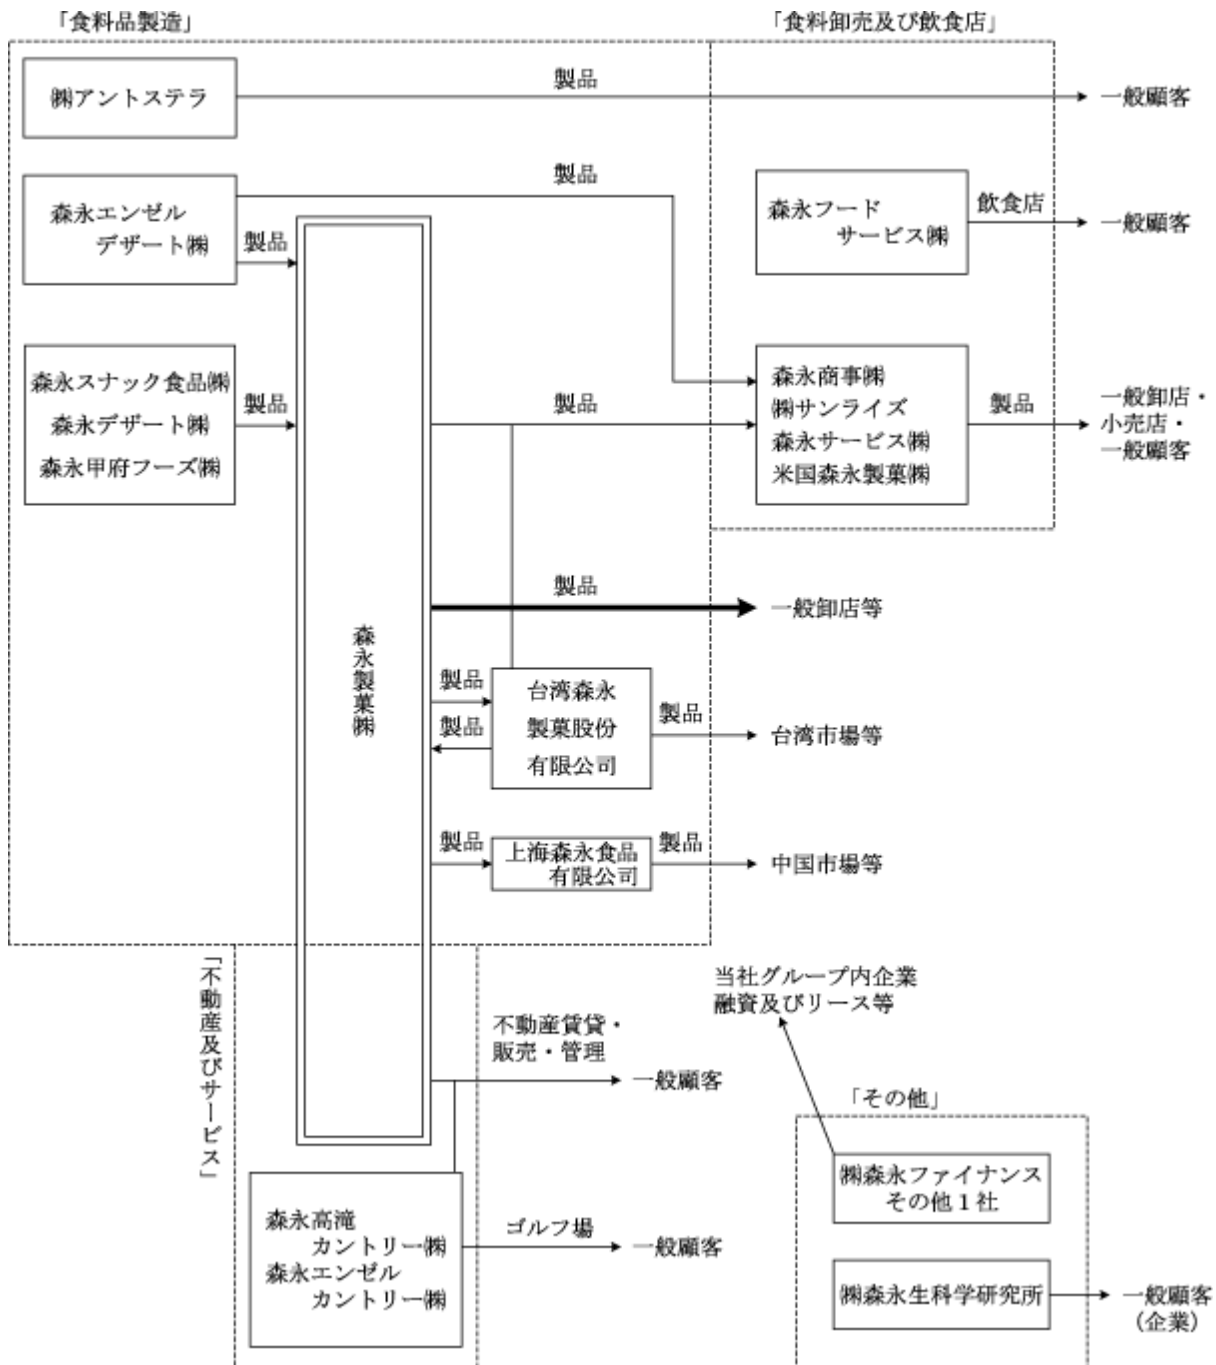 「食料品製造」
「食料卸売及び飲食店」
㈱アントステラ
製品
一般顧客
森永エンゼル
デザート㈱
製品
製品
森永フード
サービス㈱
飲食店
一般顧客
森永スナック食品㈱
森永デザート㈱
森永甲府フーズ㈱
製品
製品
森永商事㈱
㈱サンライズ
森永サービス㈱
米国森永製菓㈱
製品
一般卸店・
小売店・
一般顧客
森永製菓㈱
製品
一般卸店等
製品
製品
台湾森永
製菓股份
有限公司
製品
台湾市場等
製品
上海森永食品
有限公司
製品
中国市場等
「不動産及びサービス」
不動産賃貸・
販売・管理
一般顧客
森永高滝
カントリー㈱
森永エンゼル
カントリー㈱
ゴルフ場
一般顧客
当社グループ内企業
融資及びリース等
「その他」
㈱森永ファイナンス
その他1社
㈱森永生科学研究所
一般顧客
(企業)